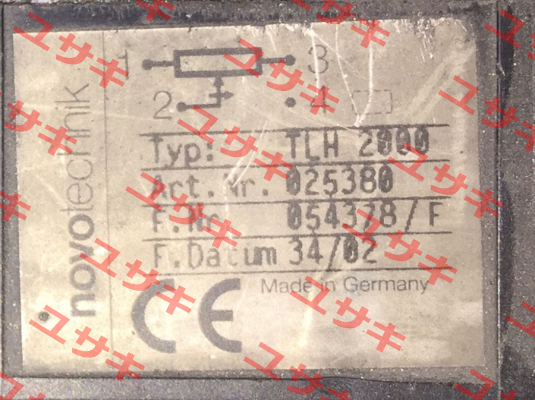 novotechnik
1 3
2 4
Typ: TLH 2000
Art.Nr. 025380
F.Nr. 054378/F
F.Datum 34/02
CE Made in Germany
ユサキ